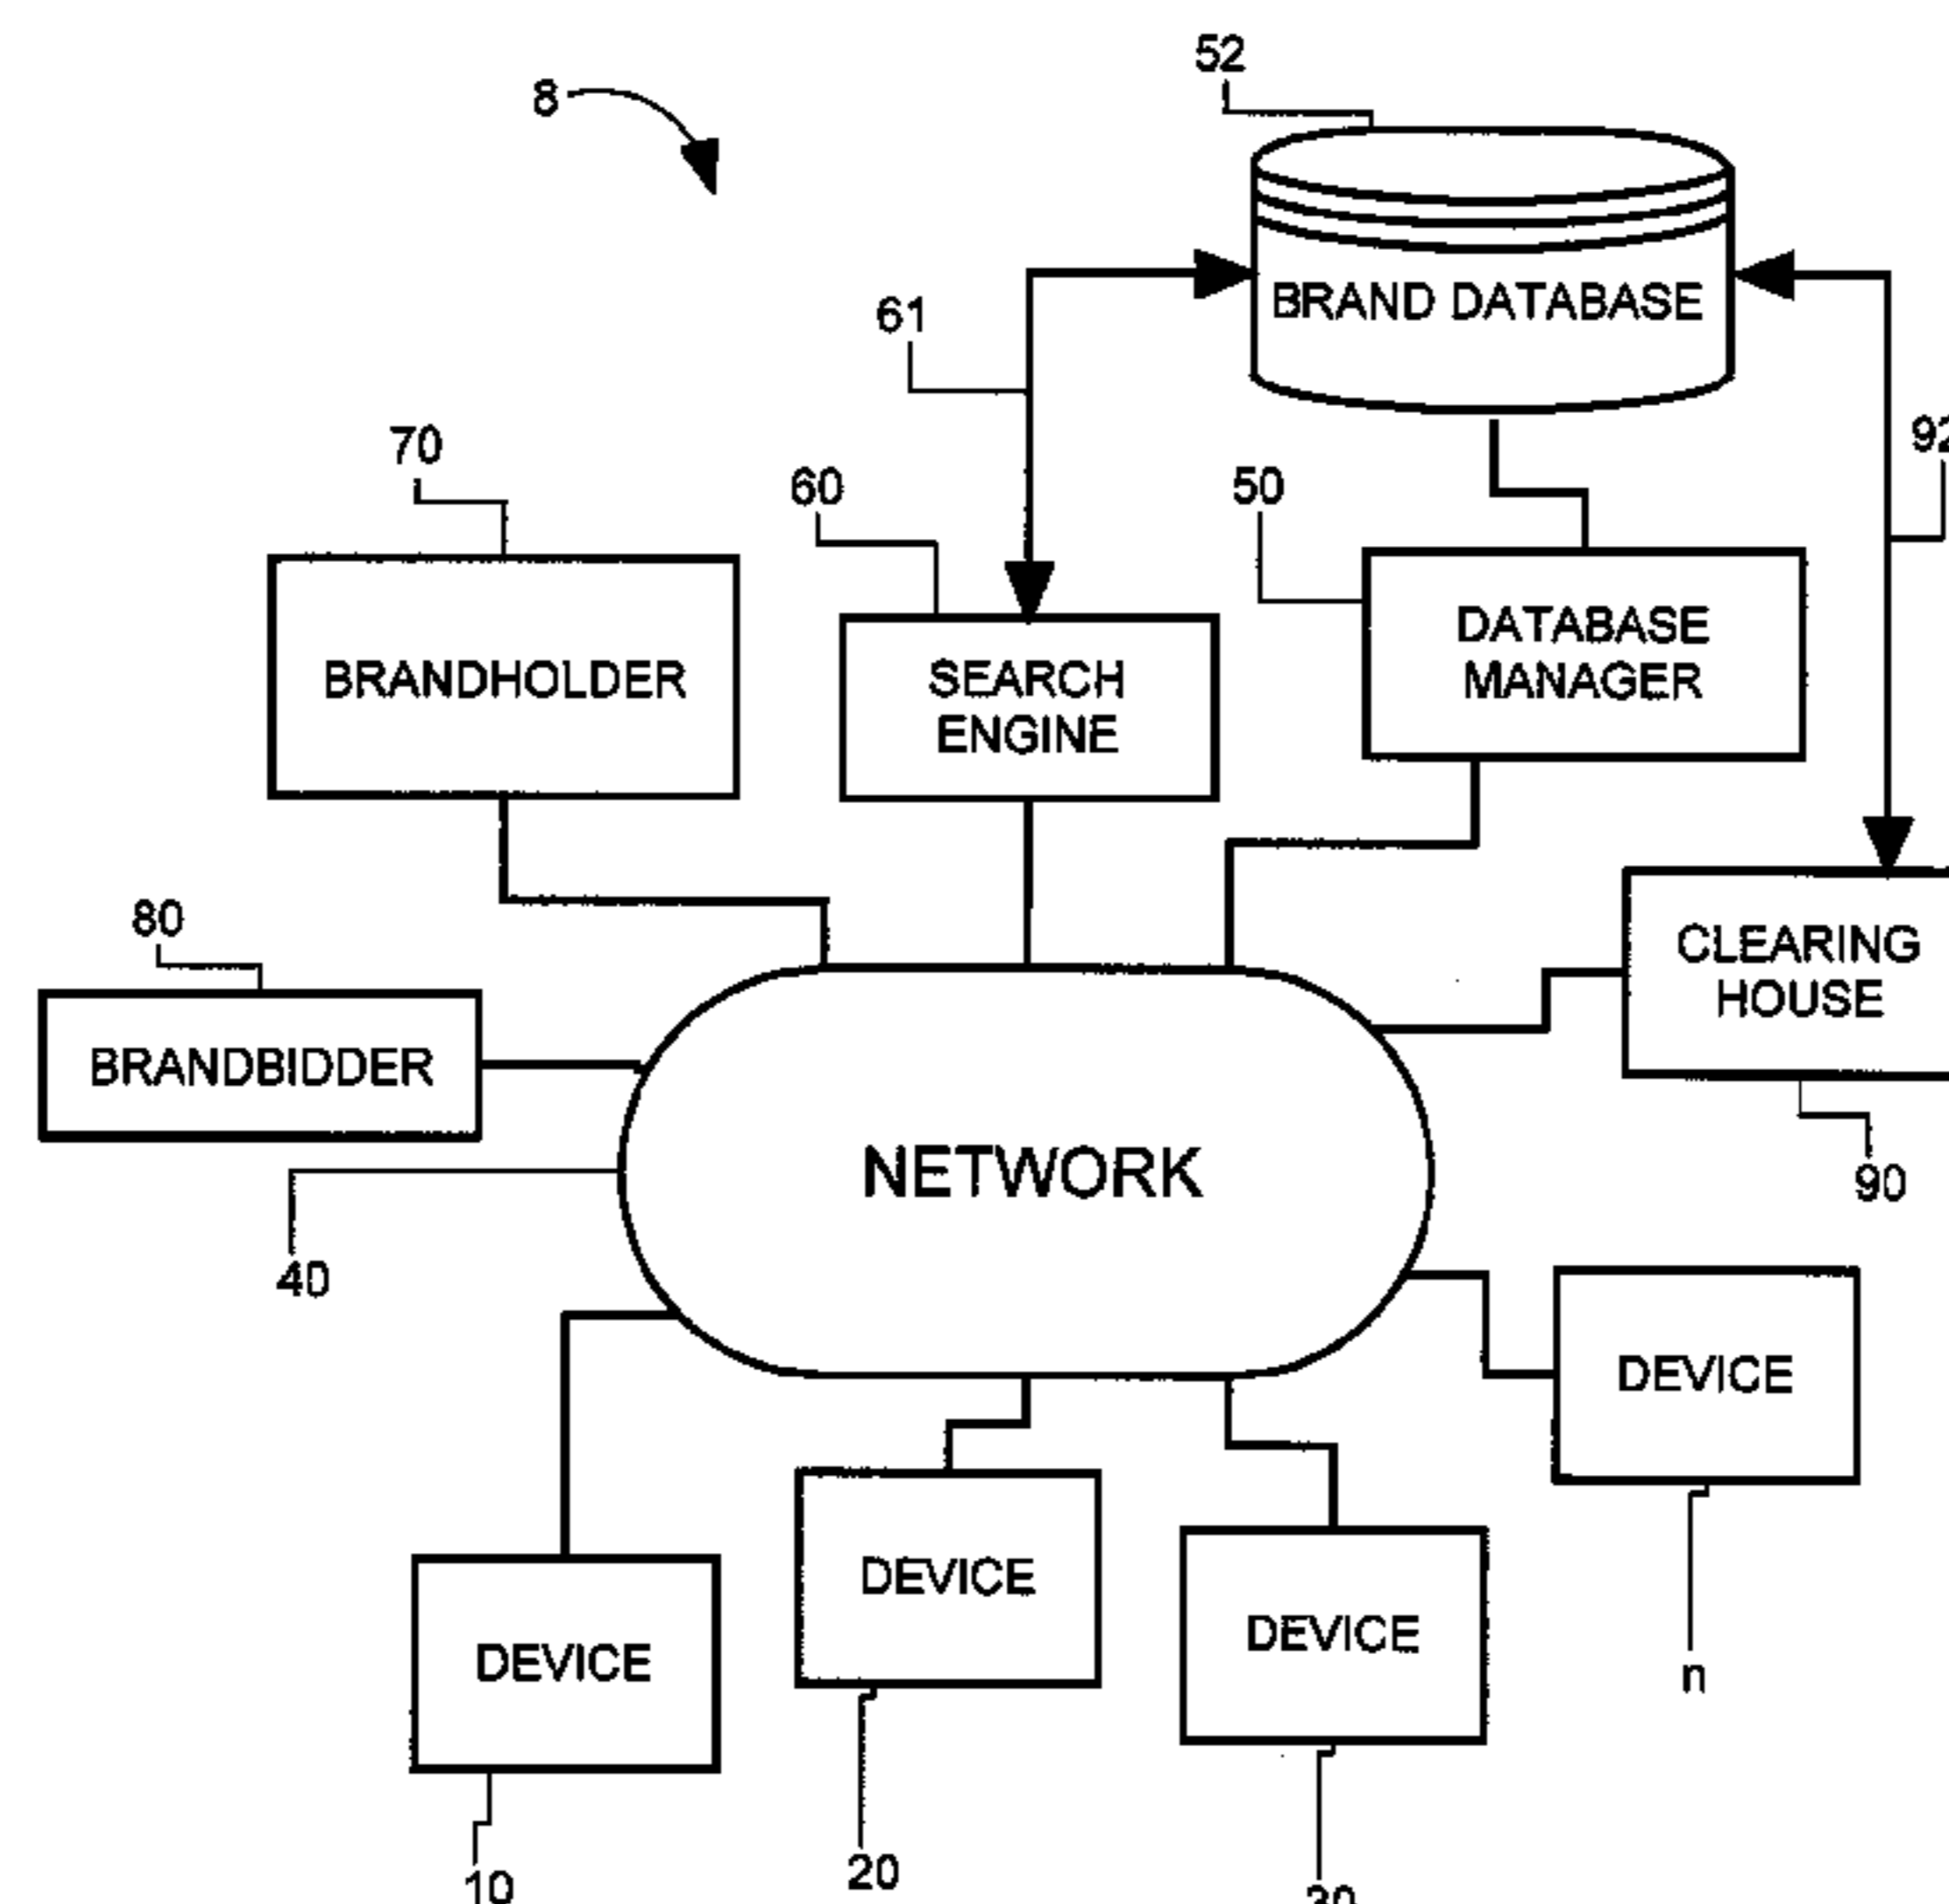 52
8
BRAND DATABASE
61
92
70
60
50
DATABASE
MANAGER
BRANDHOLDER
SEARCH
ENGINE
80
CLEARING
HOUSE
BRANDBIDDER
NETWORK
90
40
DEVICE
DEVICE
DEVICE
DEVICE
n
20
10
30